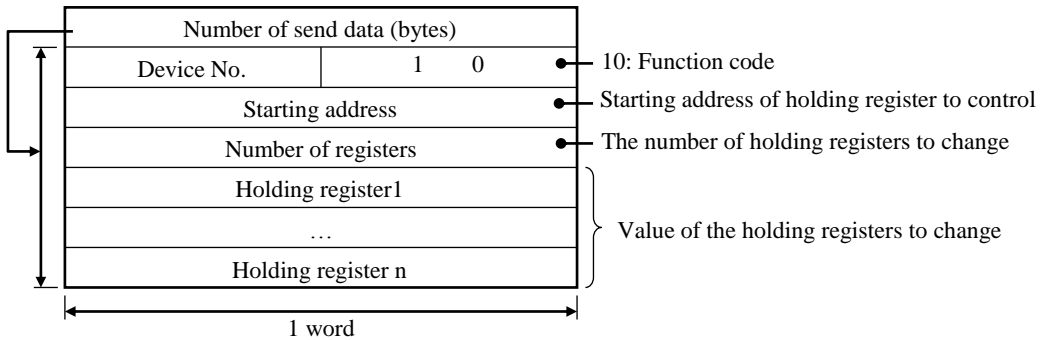 Number of send data (bytes)
Device No. 1 0 10: Function code
Starting address Starting address of holding register to control
Number of registers The number of holding registers to change
Holding register1
…
Value of the holding registers to change
Holding register n
1 word